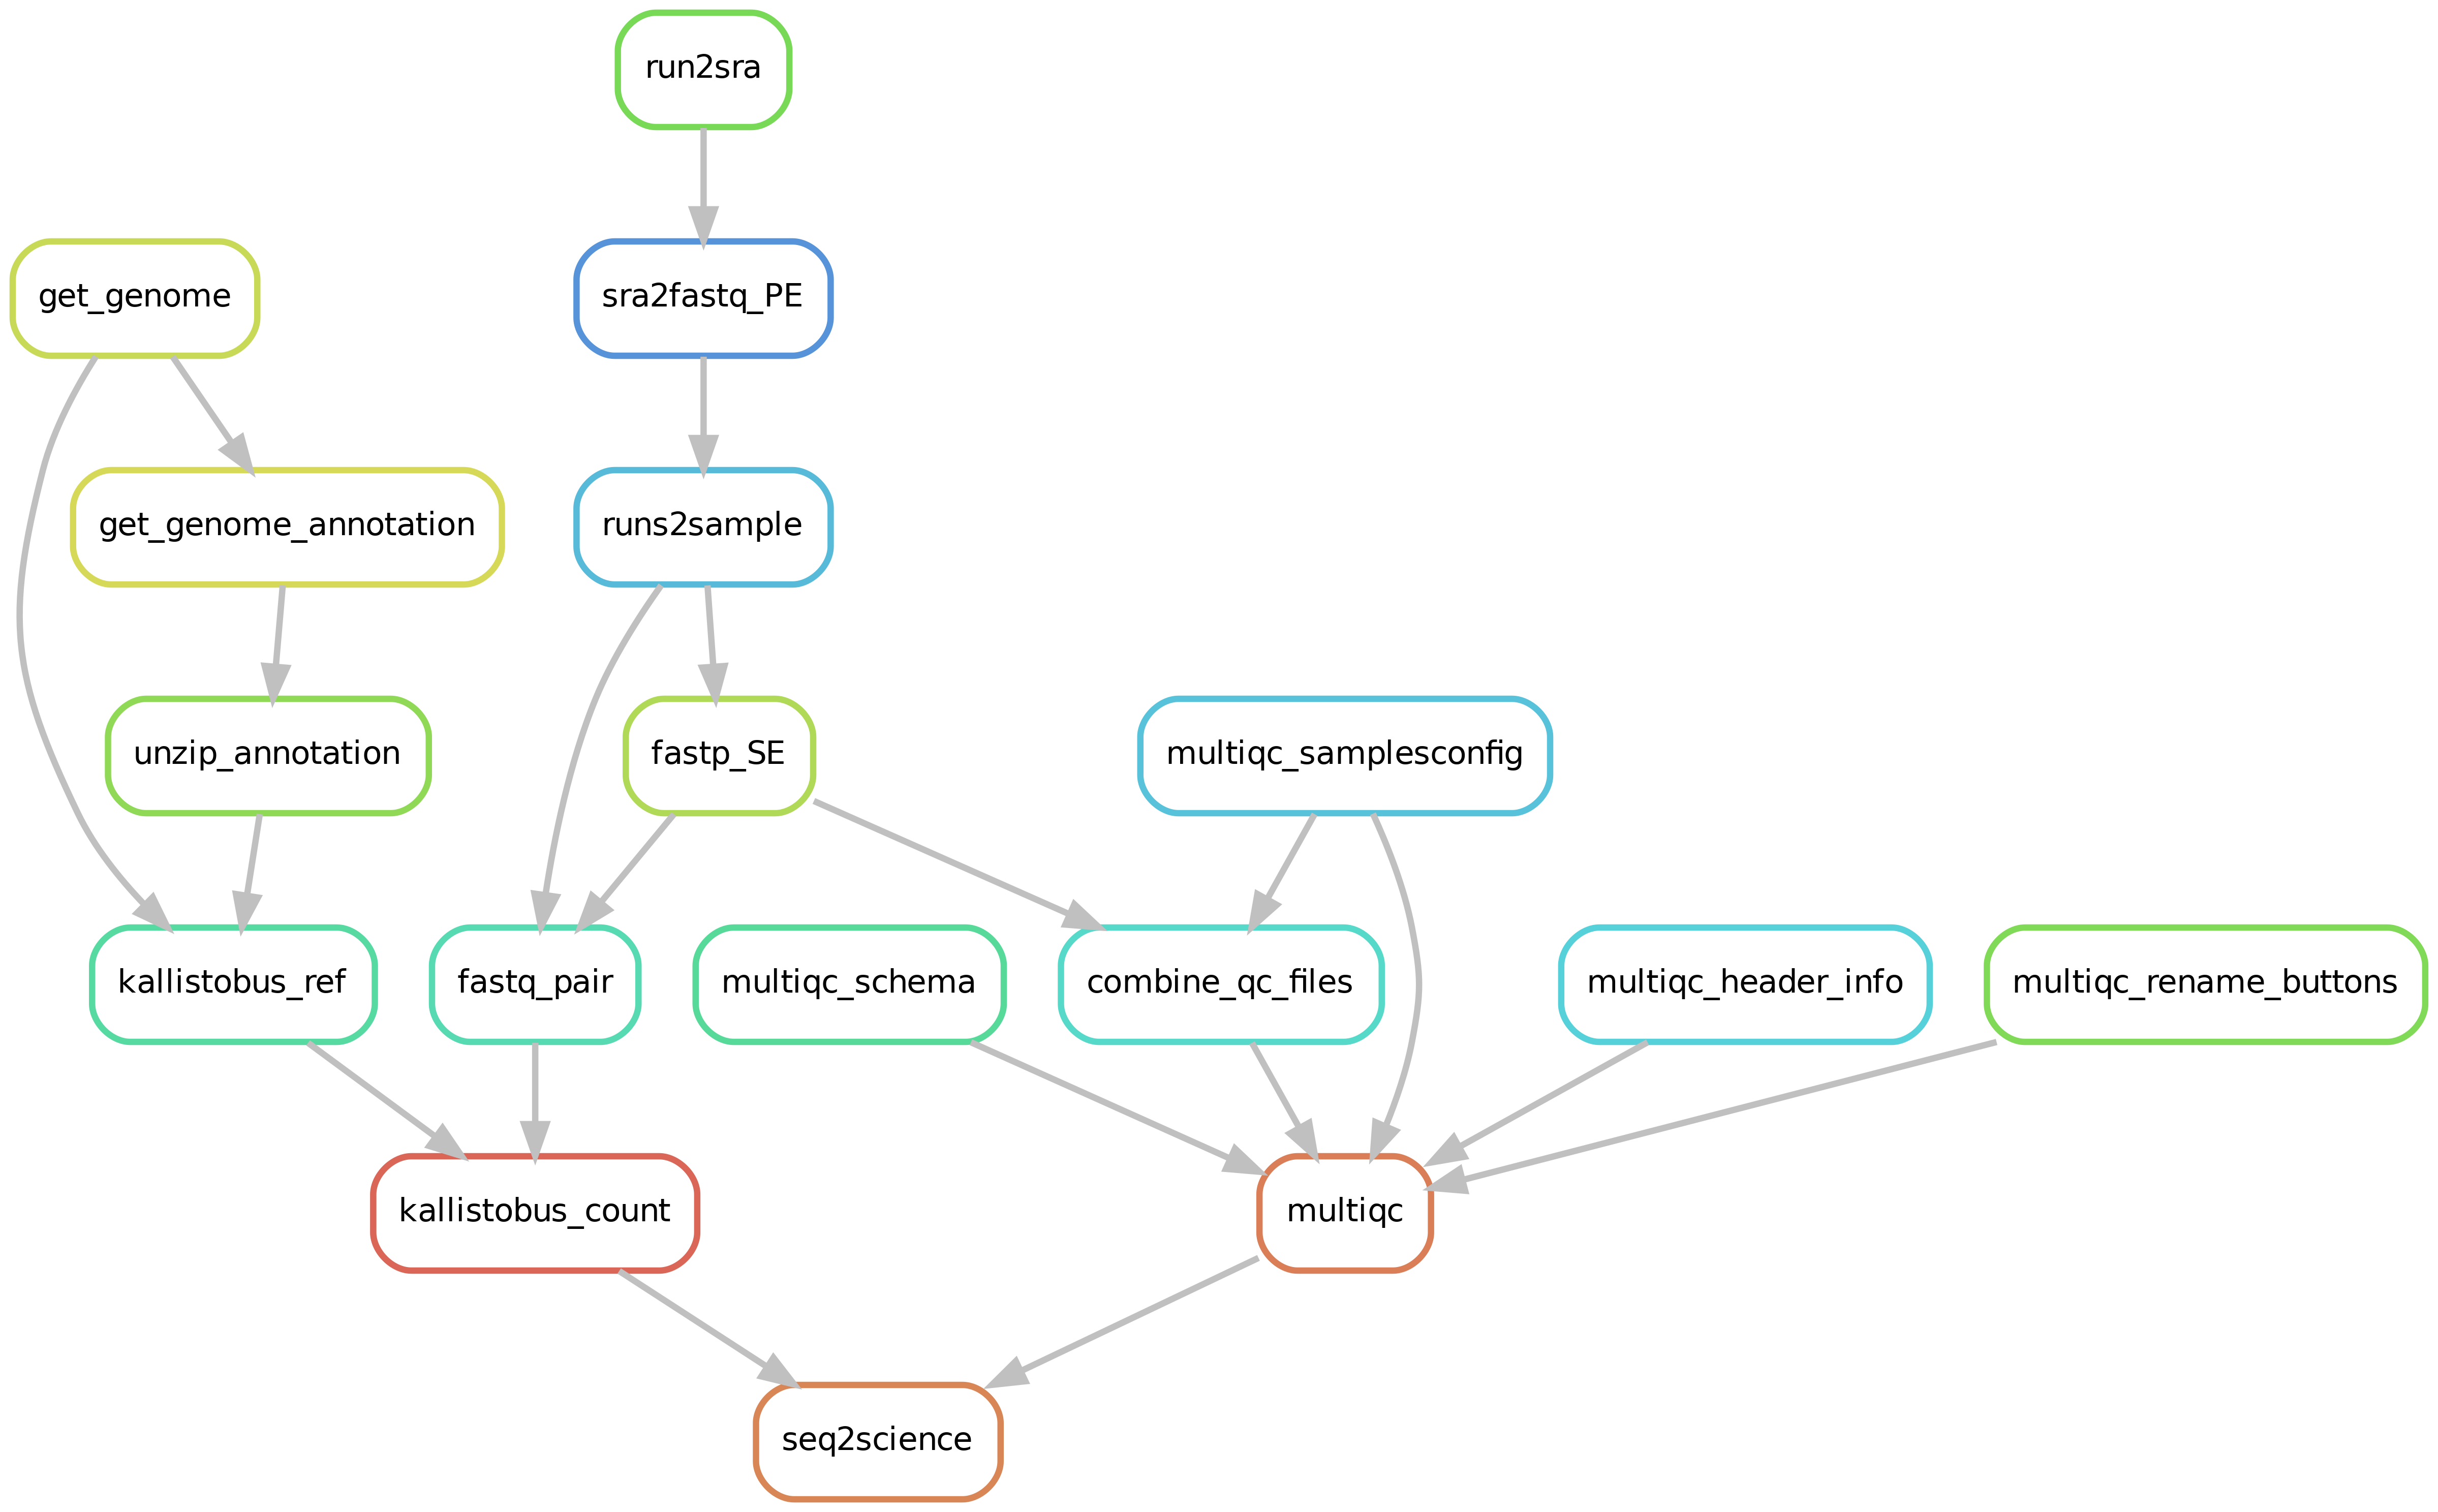 run2sra
get_genome
sra2fastq_PE
get_genome_annotation
runs2sample
unzip_annotation
fastp_SE
multiqc_samplesconfig
kallistobus_ref
fastq_pair
multiqc_schema
combine_qc_files
multiqc_header_info
multiqc_rename_buttons
kallistobus_count
multiqc
seq2science